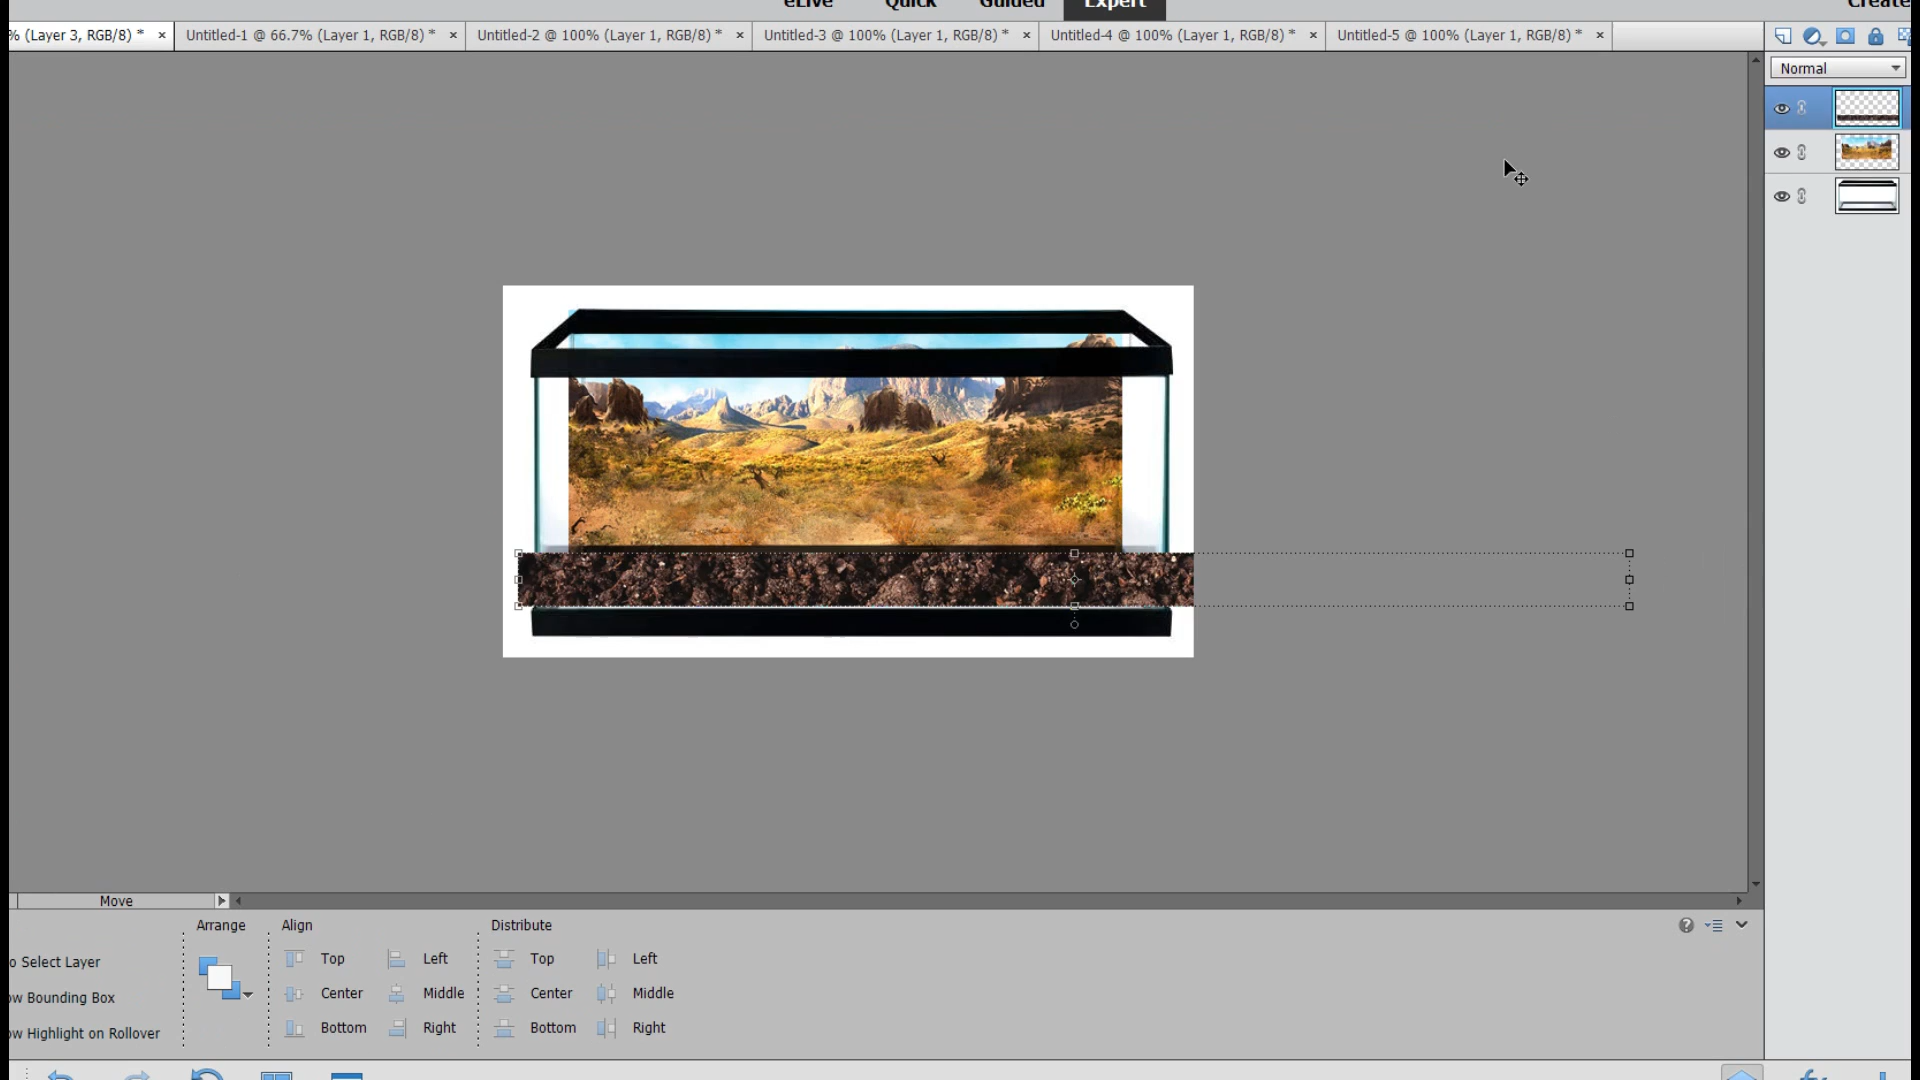 eLive Quick Guided Expert Create
% (Layer 3, RGB/8) * × Untitled-1 @ 66.7% (Layer 1, RGB/8) * × Untitled-2 @ 100% (Layer 1, RGB/8) * × Untitled-3 @ 100% (Layer 1, RGB/8) * × Untitled-4 @ 100% (Layer 1, RGB/8) * × Untitled-5 @ 100% (Layer 1, RGB/8) * ×
Normal
Move
Arrange Align Distribute
o Select Layer Top Left Top Left
ow Bounding Box Center Middle Center Middle
ow Highlight on Rollover Bottom Right Bottom Right